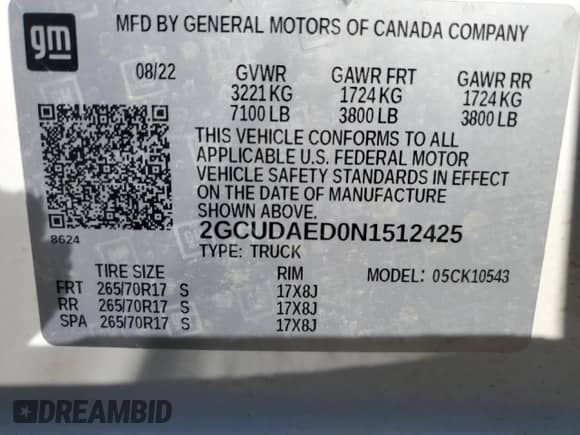 gm
MFD BY GENERAL MOTORS OF CANADA COMPANY
08/22 GVWR GAWR FRT GAWR RR
3221 KG 1724 KG 1724 KG
7100 LB 3800 LB 3800 LB
THIS VEHICLE CONFORMS TO ALL
APPLICABLE U.S. FEDERAL MOTOR
VEHICLE SAFETY STANDARDS IN EFFECT
ON THE DATE OF MANUFACTURE
SHOWN ABOVE.
8624
2GCUDAED0N1512425
TYPE: TRUCK
TIRE SIZE RIM MODEL: 05CK10543
FRT 265/70R17 S 17X8J
RR 265/70R17 S 17X8J
SPA 265/70R17 S 17X8J
DREAMBID